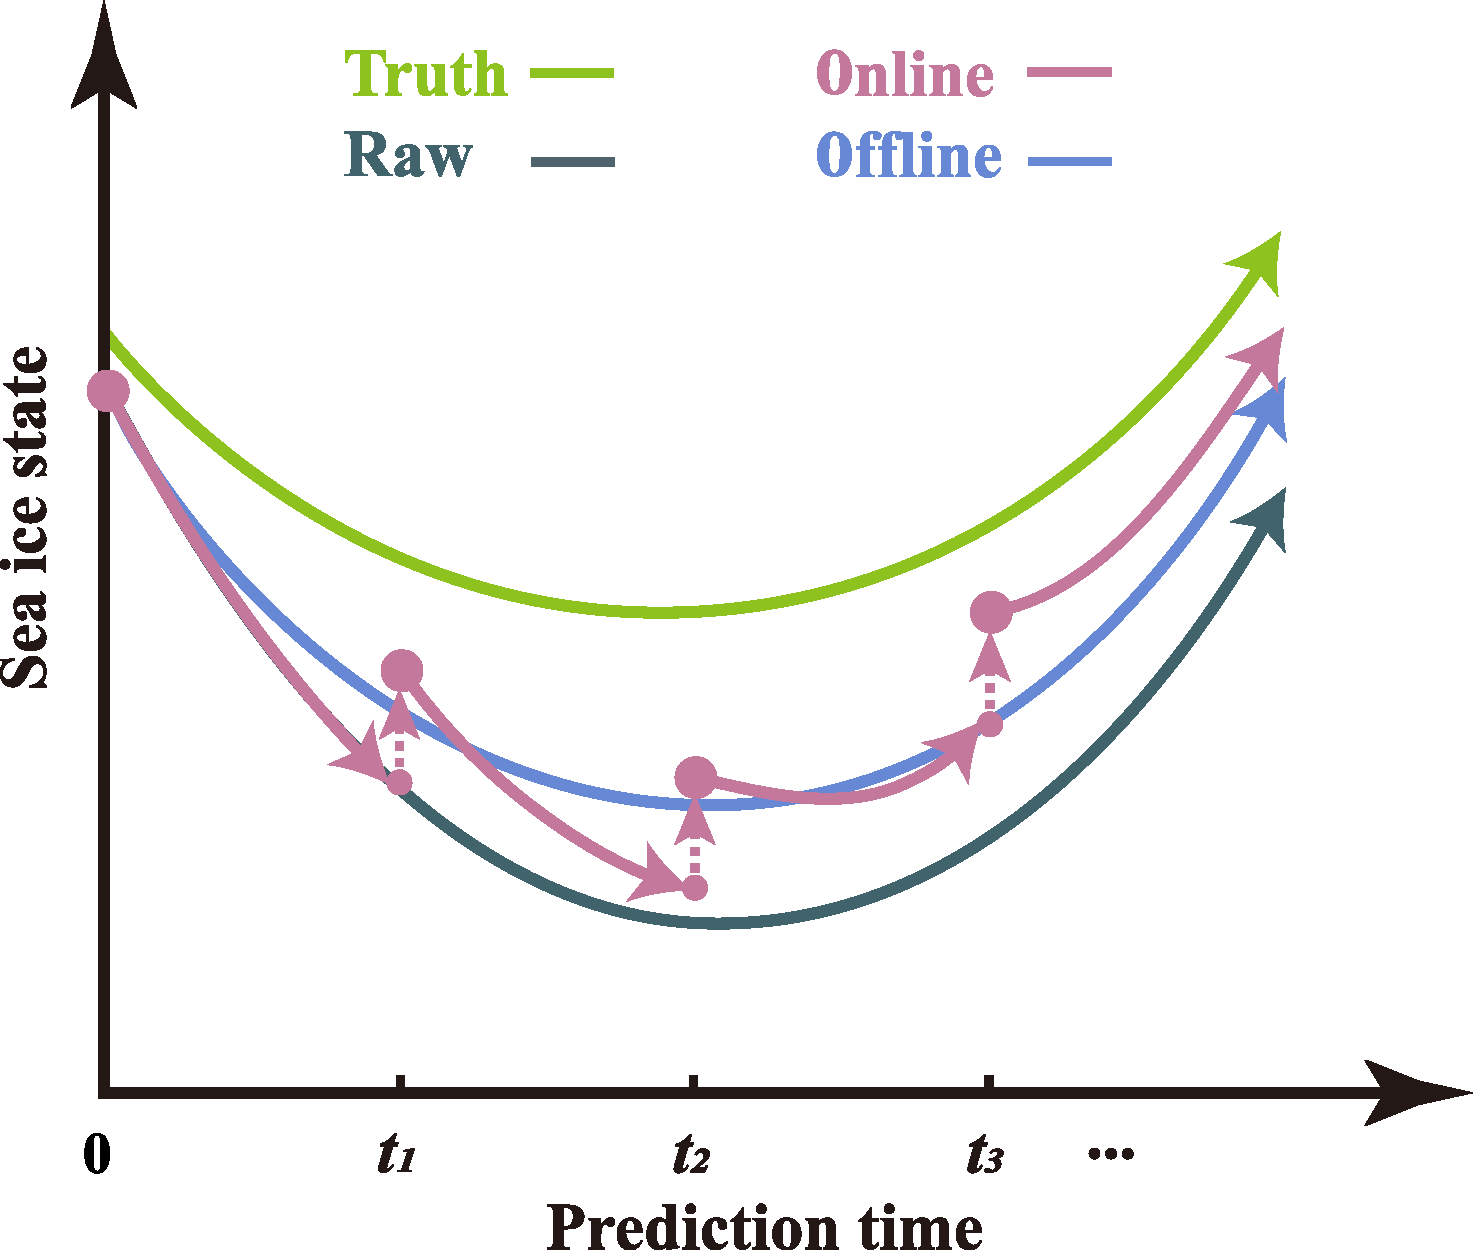 Truth
Online
Raw
Offline
Sea ice state
0
t1
t2
t3
...
Prediction time